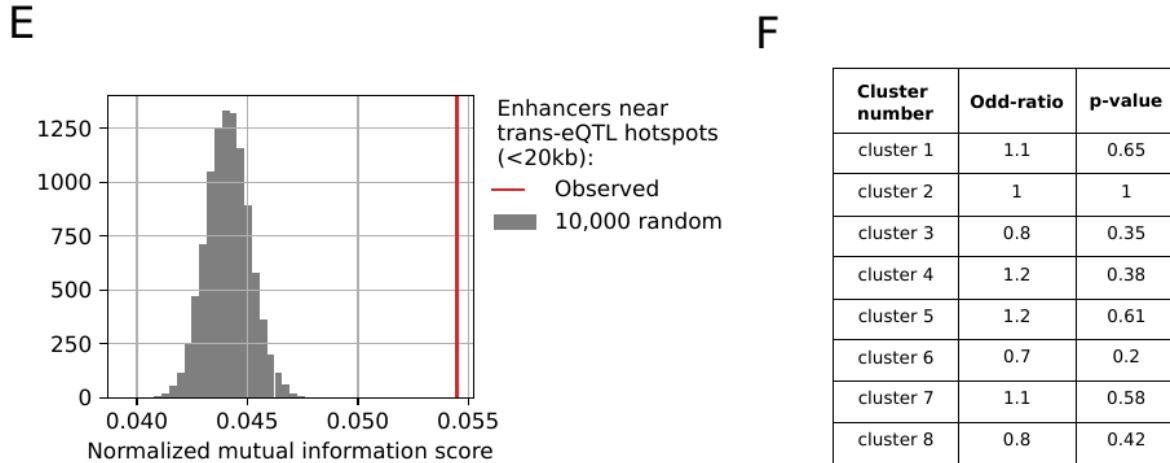 E
1250
1000
750
500
250
0
0.040 0.045 0.050 0.055
Normalized mutual information score
Enhancers near
trans-eQTL hotspots
(<20kb):
Observed
10,000 random
F
Cluster number Odd-ratio p-value
cluster 1 1.1 0.65
cluster 2 1 1
cluster 3 0.8 0.35
cluster 4 1.2 0.38
cluster 5 1.2 0.61
cluster 6 0.7 0.2
cluster 7 1.1 0.58
cluster 8 0.8 0.42